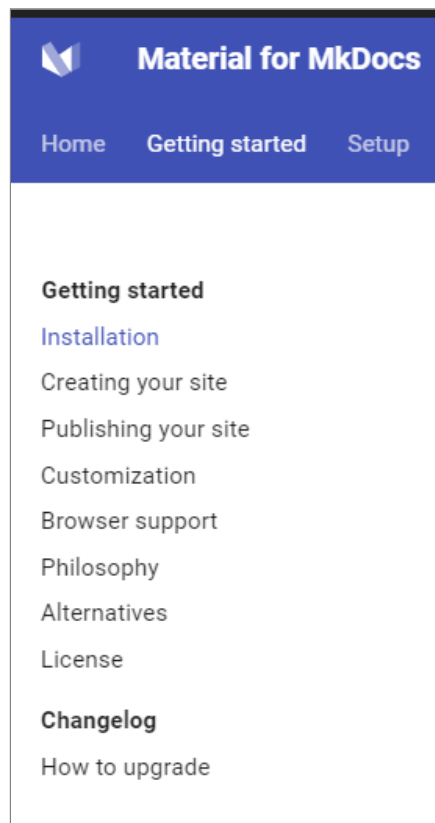 Material for MkDocs
Home Getting started Setup
Getting started
Installation
Creating your site
Publishing your site
Customization
Browser support
Philosophy
Alternatives
License
Changelog
How to upgrade